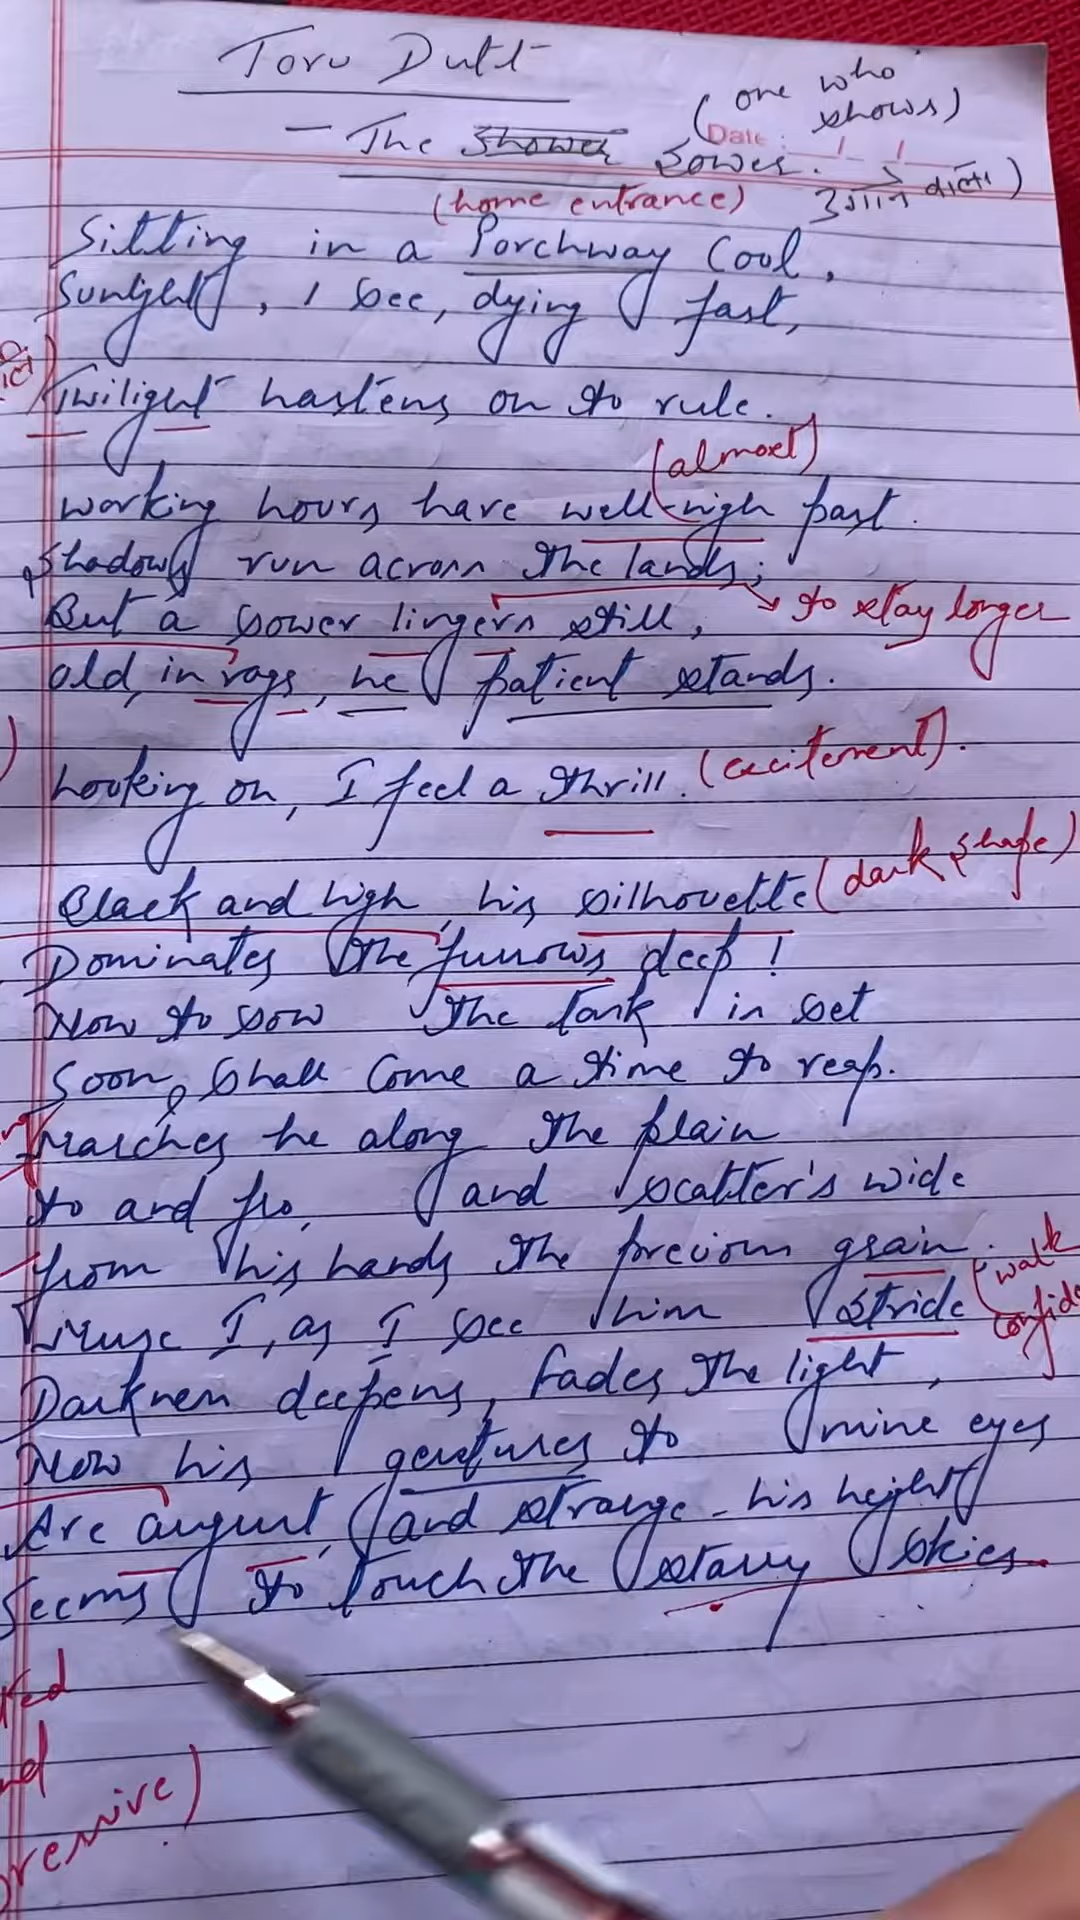 Toru Dutt
(one who shows)
- The Shower Sower.
Date
(home entrance)
Sitting in a Porchway Cool,
Sunlight, I see, dying fast,
Twilight hastens on to rule.
(almost)
working hours have well-nigh past.
Shadows run across the lands;
But a sower lingers still,
to stay longer
old, in rags, he patient stands.
Looking on, I feel a thrill. (excitement).
Black and high, his silhouette (dark shape)
Dominates the furrows deep!
Now to sow the task is set
Soon, shall come a time to reap.
Marches he along the plain
to and fro, and scatter's wide
from his hands the precious grain.
Muse I, as I see him stride (walk
Darkness deepens, fades the light,
Now his gestures to mine eyes
Are august, and strange - his height
Seems to touch the starry skies